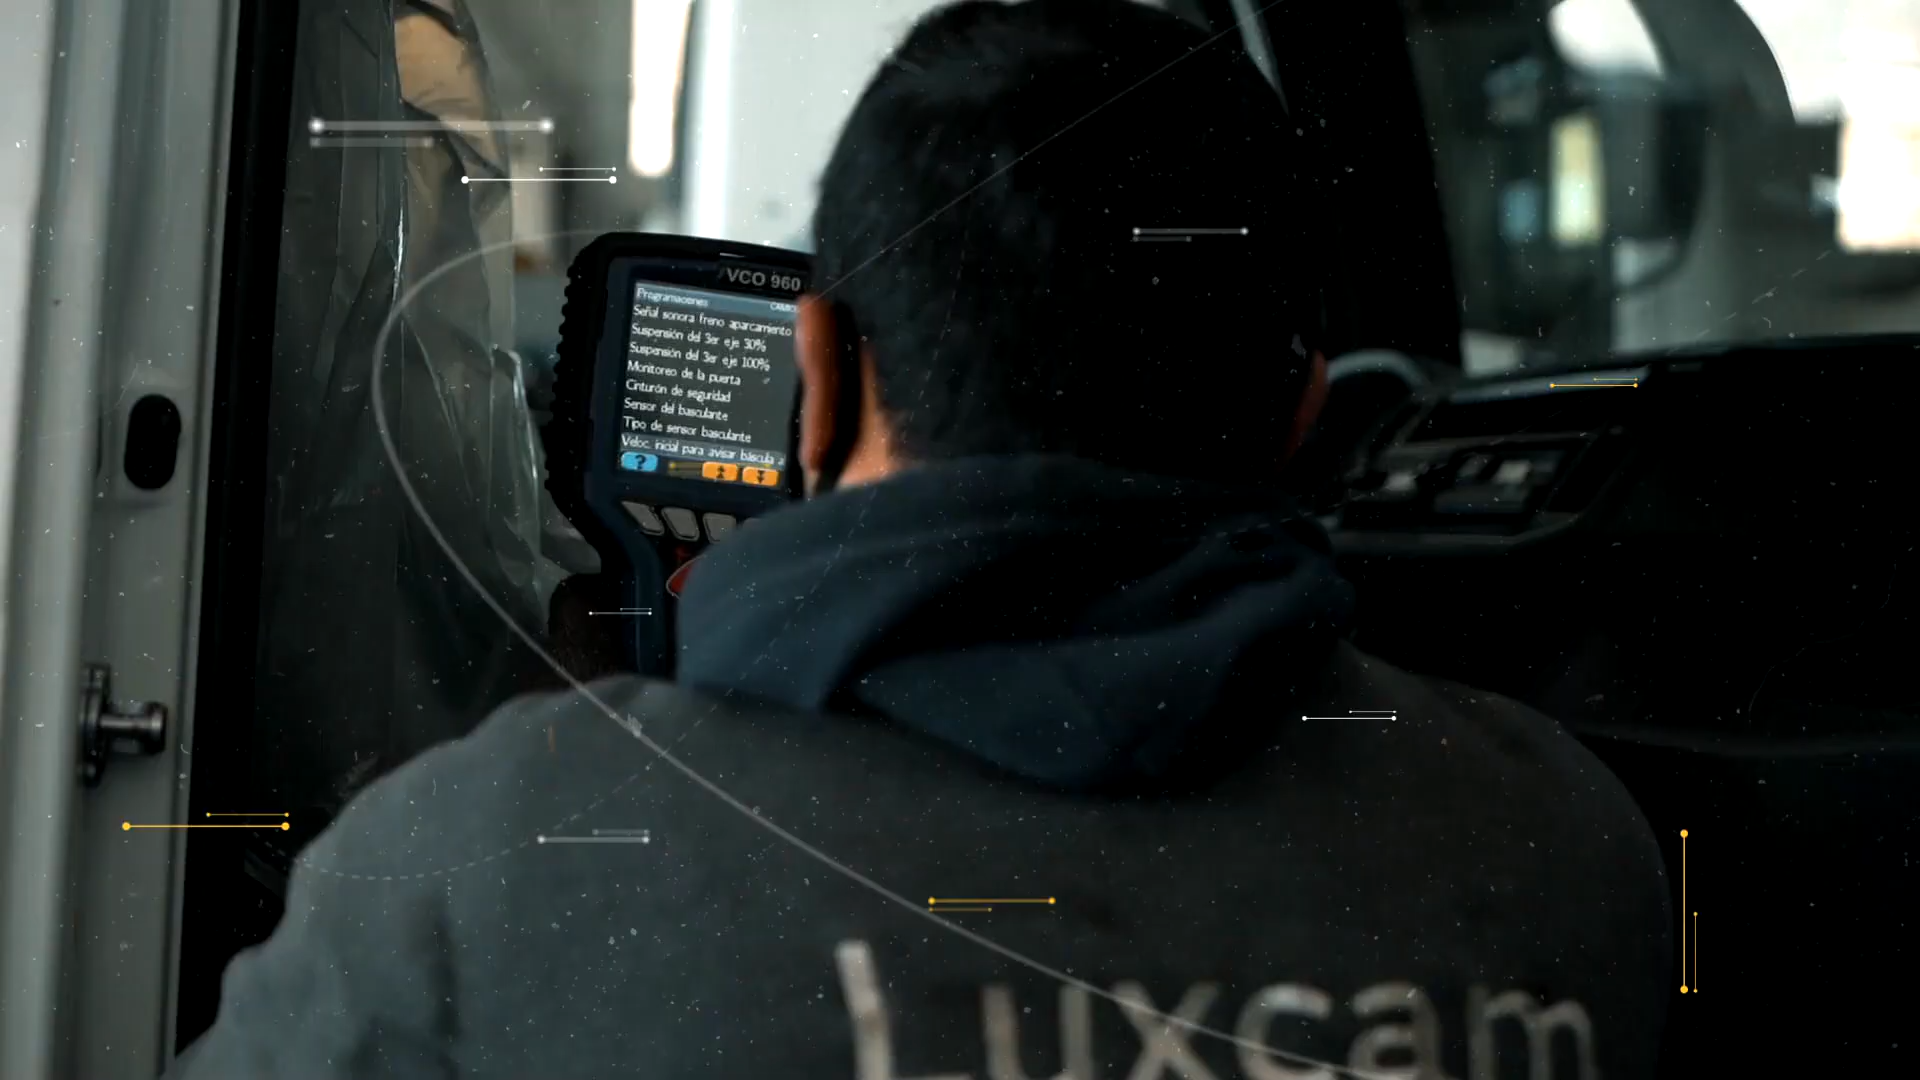 VCO 960
Programaciones
Señal sonora freno aparcamiento
Suspensión del 3er eje 30%
Suspensión del 3er eje 100%
Monitoreo de la puerta
Cinturón de seguridad
Sensor del basculante
Tipo de sensor basculante
Veloc. inicial para avisar báscula a
?
Luxcam